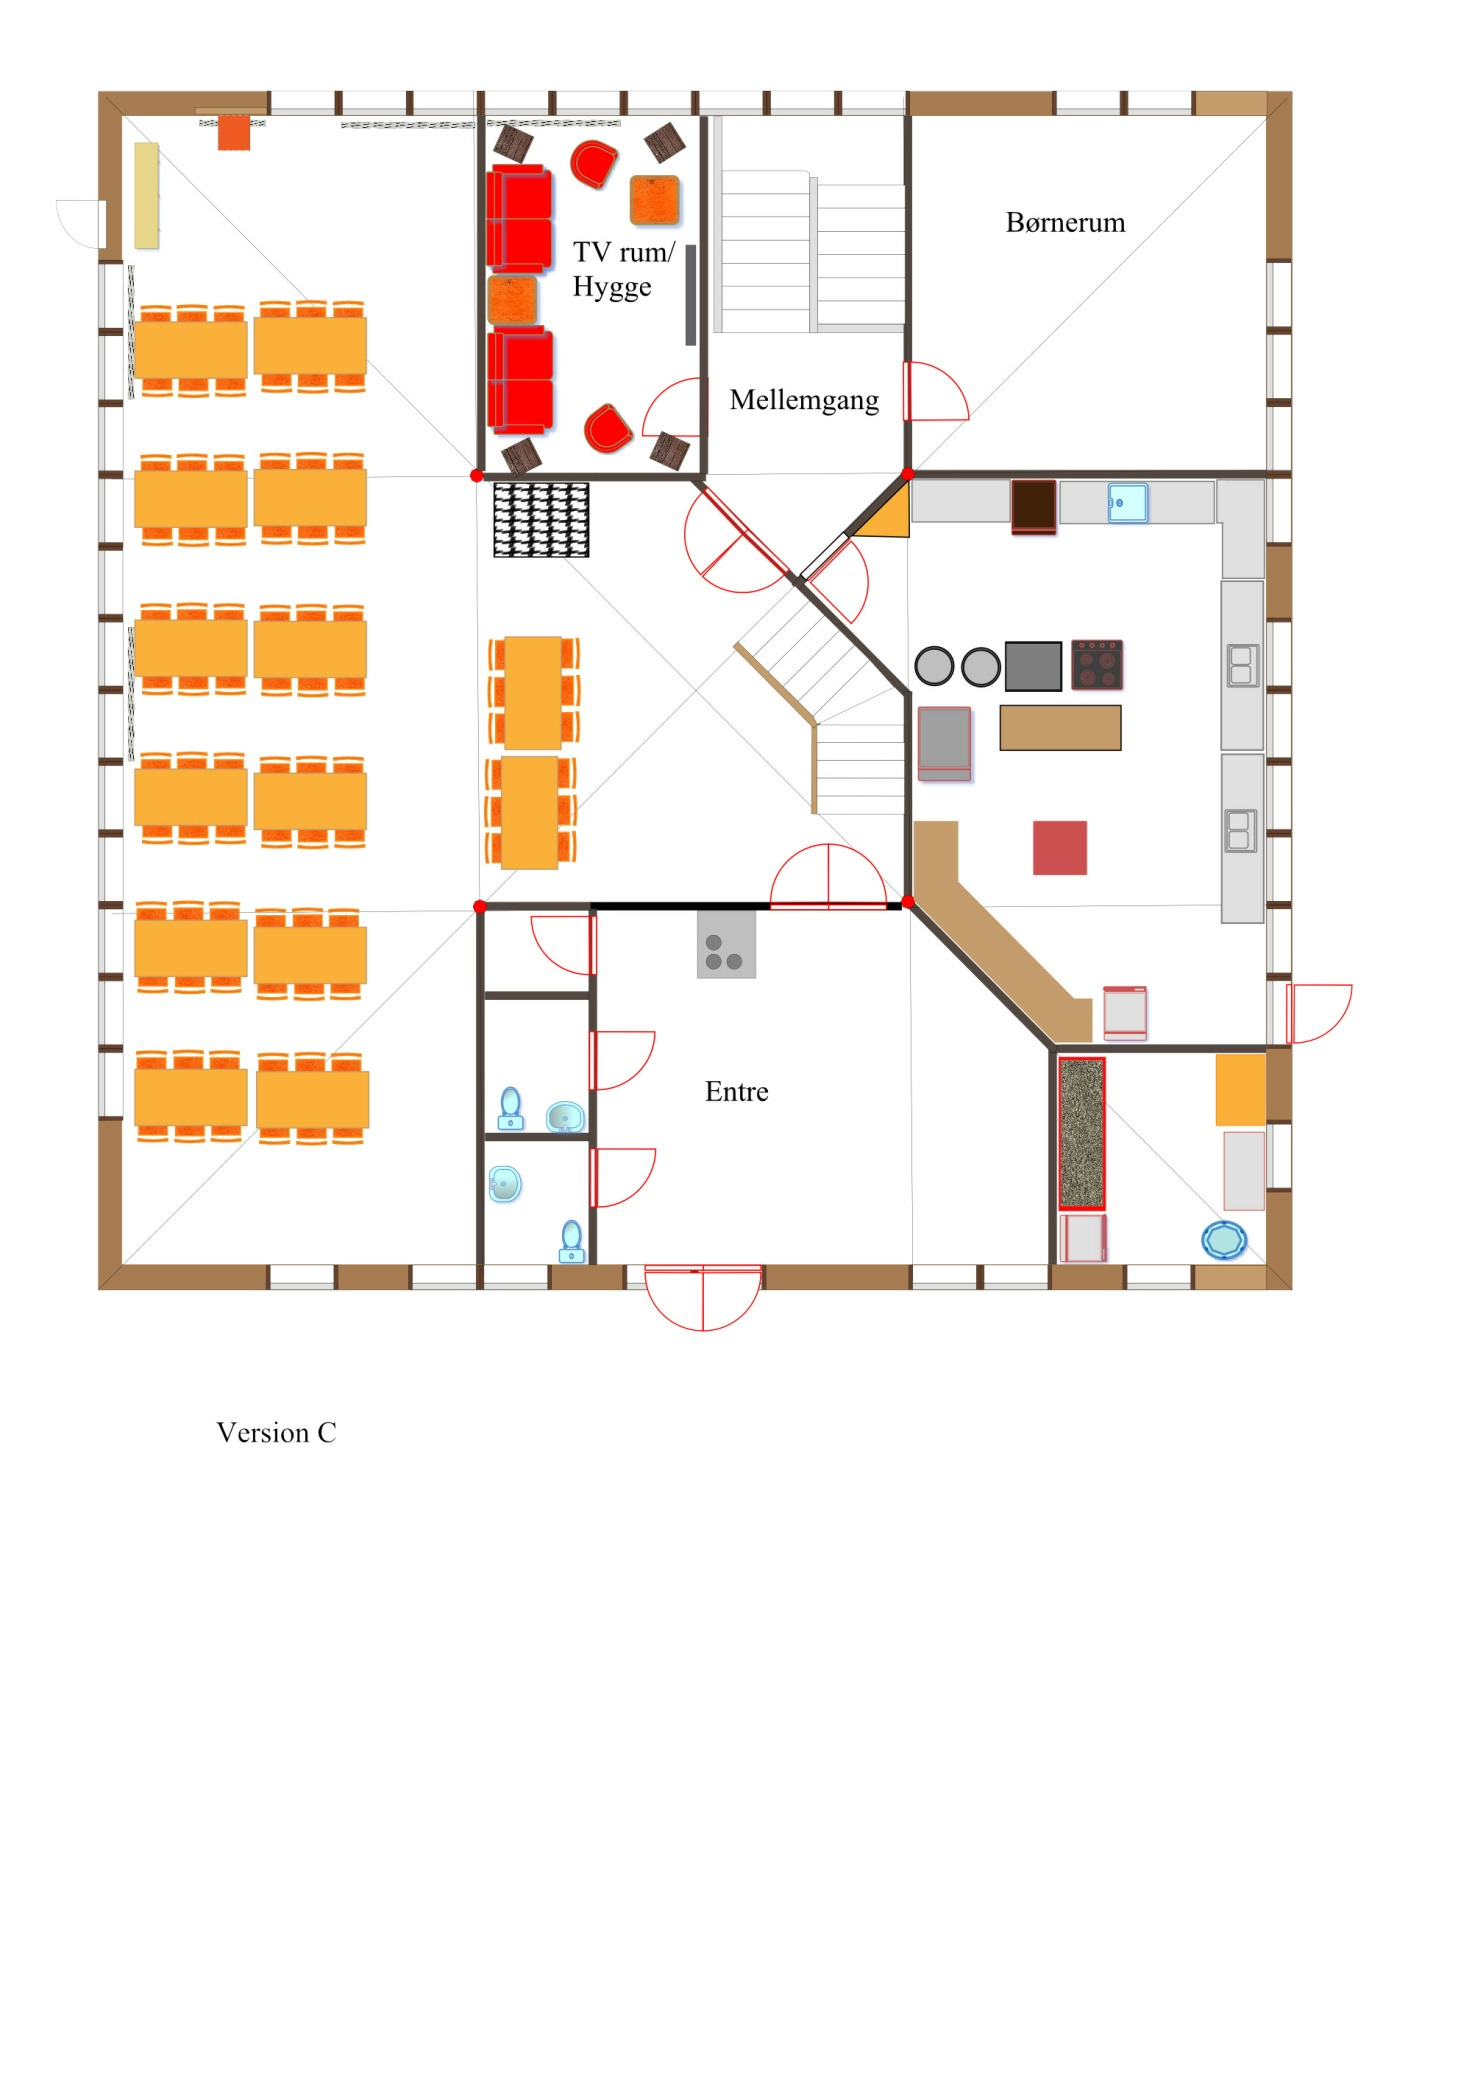 Børnerum
TV rum/
Hygge
Mellemgang
Entre
Version C